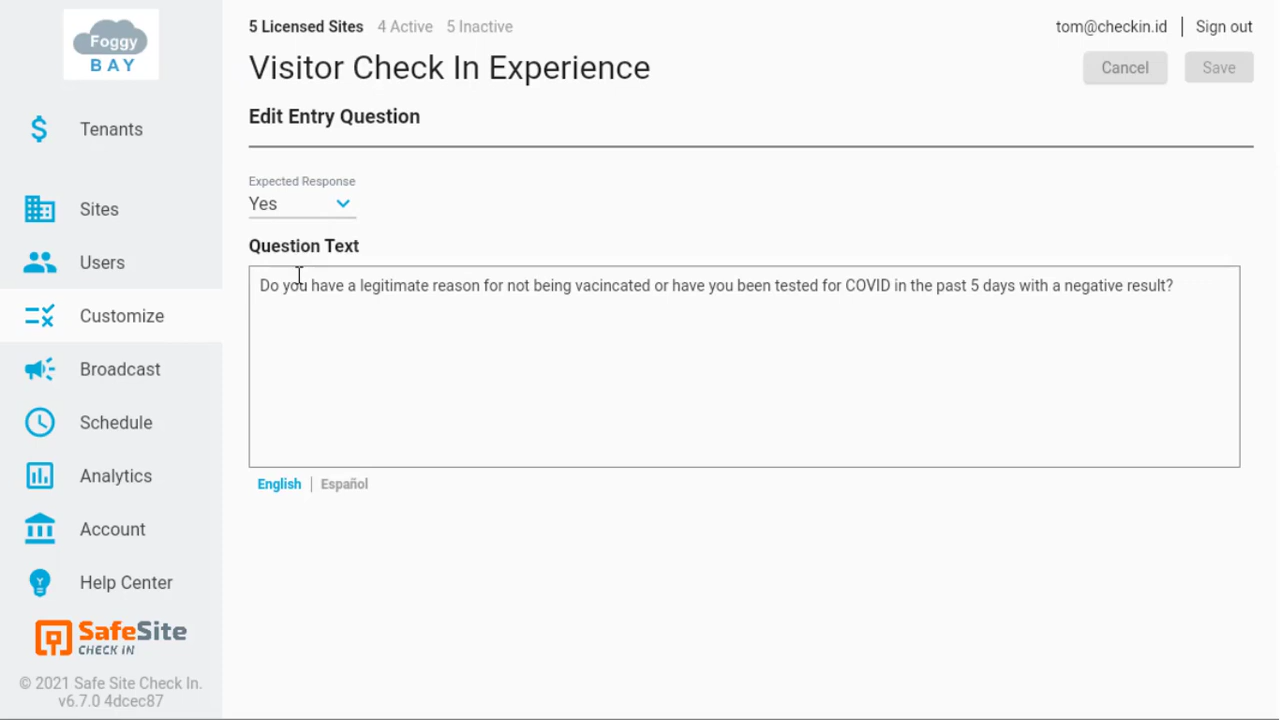 Foggy
BAY
5 Licensed Sites 4 Active 5 Inactive
tom@checkin.id | Sign out
Visitor Check In Experience
Cancel
Save
Edit Entry Question
Tenants
Sites
Users
Customize
Broadcast
Schedule
Analytics
Account
Help Center
Expected Response
Yes
Question Text
Do you have a legitimate reason for not being vacincated or have you been tested for COVID in the past 5 days with a negative result?
English | Español
SafeSite
CHECK IN
© 2021 Safe Site Check In.
v6.7.0 4dcec87